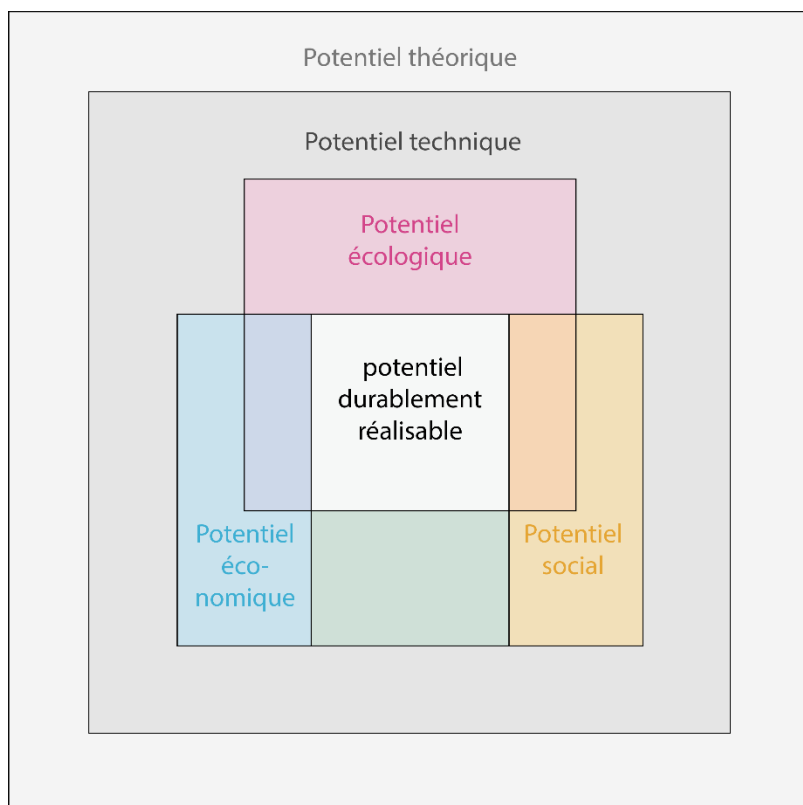 Potentiel théorique
Potentiel technique
Potentiel
écologique
potentiel
durablement
réalisable
Potentiel
éco-
nomique
Potentiel
social